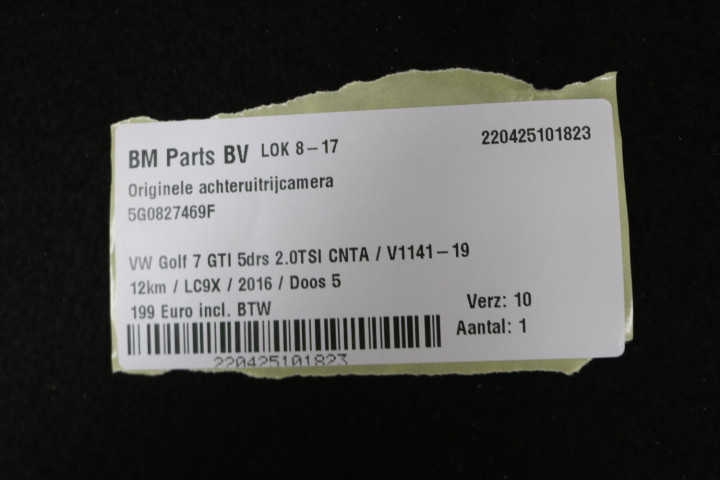 BM Parts BV LOK 8-17 220425101823
Originele achteruitrijcamera
5G0827469F
VW Golf 7 GTI 5drs 2.0TSI CNTA / V1141-19
12km / LC9X / 2016 / Doos 5
199 Euro incl. BTW Verz: 10
Aantal: 1
220425101823